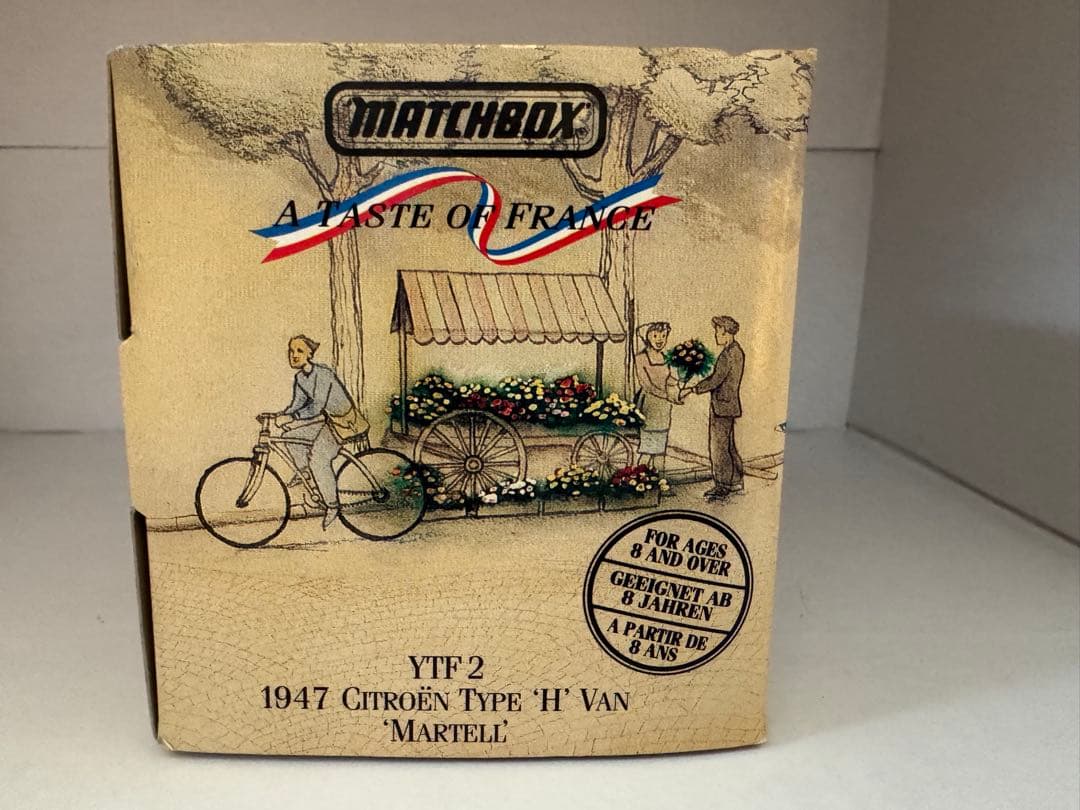 MATCHBOX
A TASTE OF FRANCE
FOR AGES
8 AND OVER
GEEIGNET AB
8 JAHREN
A PARTIR DE
8 ANS
YTF 2
1947 CITROËN TYPE ‘H’ VAN
‘MARTELL’